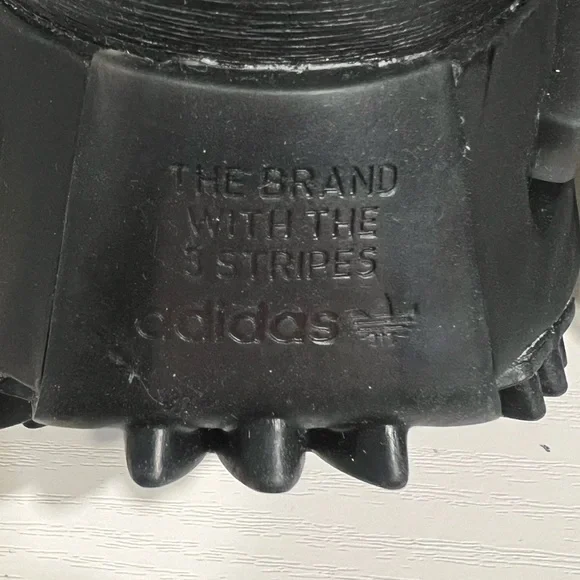 THE BRAND
WITH THE
3 STRIPES
adidas